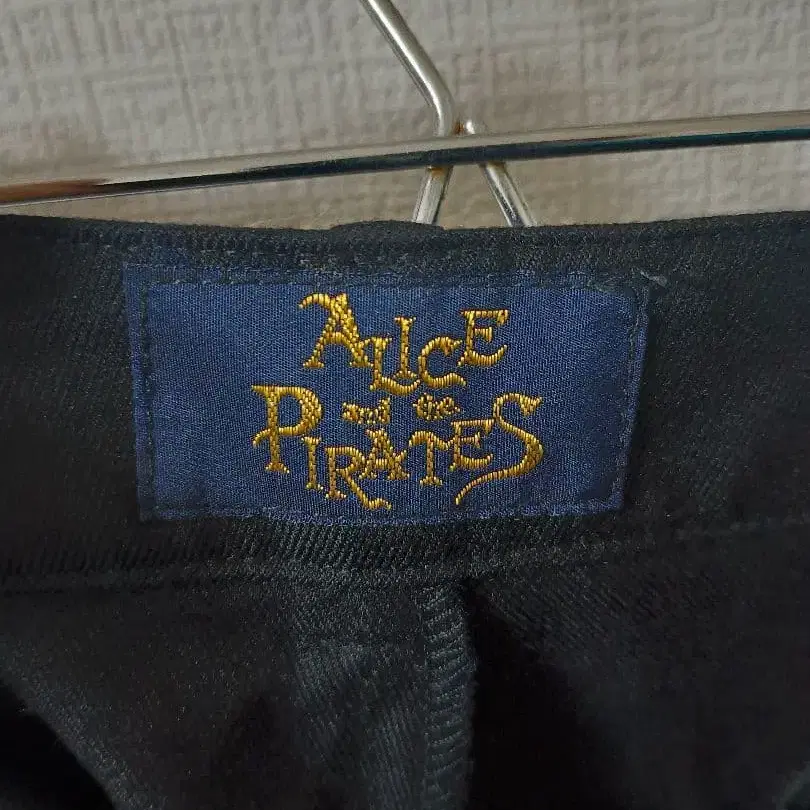 ALICE
and the
PIRATES